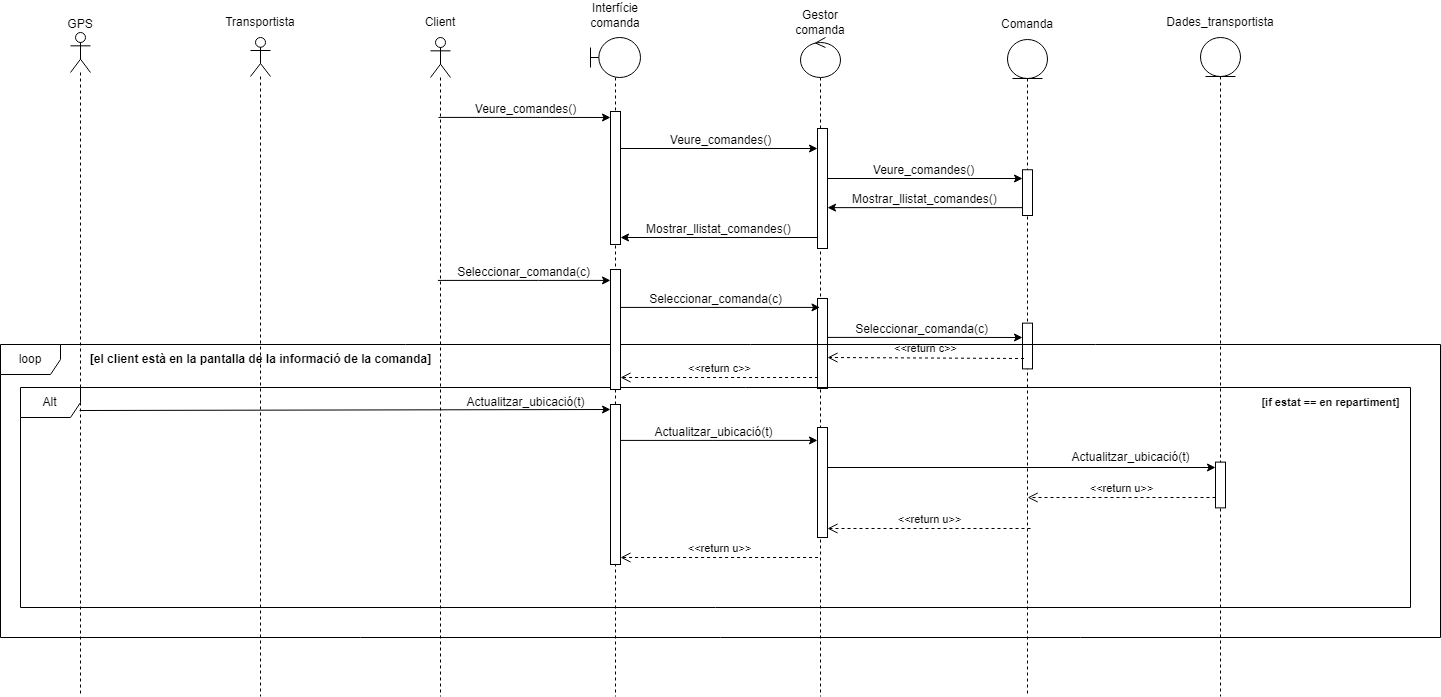 GPS
Transportista
Client
Interfície
comanda
Gestor
comanda
Comanda
Dades_transportista
Veure_comandes()
Veure_comandes()
Veure_comandes()
Mostrar_llistat_comandes()
Mostrar_llistat_comandes()
Seleccionar_comanda(c)
Seleccionar_comanda(c)
Seleccionar_comanda(c)
<<return c>>
loop
[el client està en la pantalla de la informació de la comanda]
<<return c>>
Alt
Actualitzar_ubicació(t)
[if estat == en repartiment]
Actualitzar_ubicació(t)
Actualitzar_ubicació(t)
<<return u>>
<<return u>>
<<return u>>